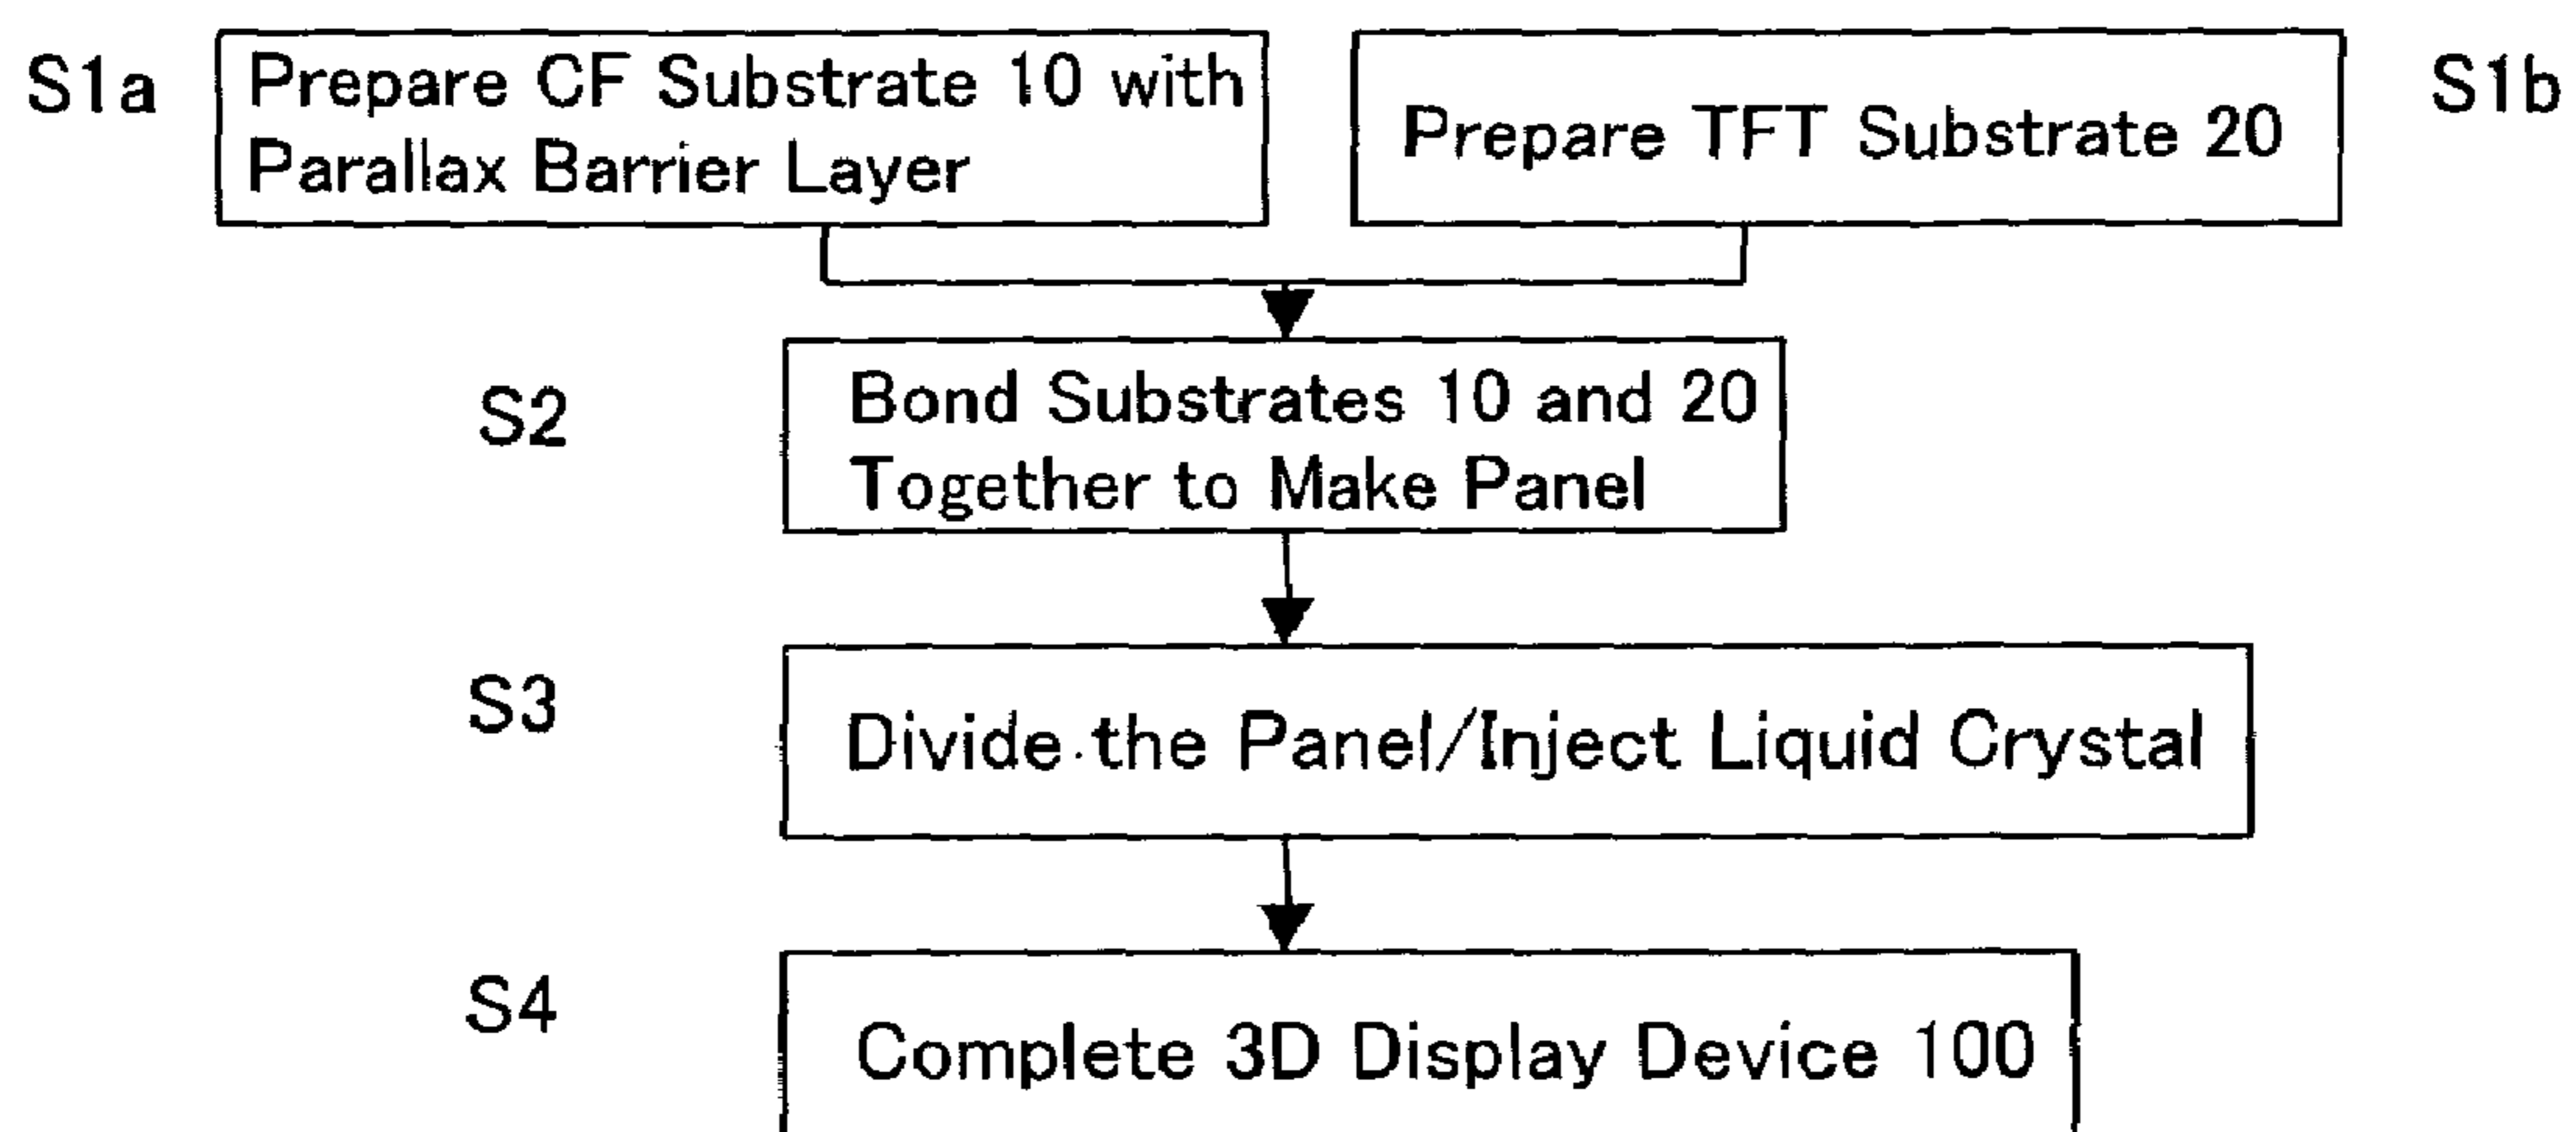 S1a
Prepare CF Substrate 10 with
Parallax Barrier Layer
Prepare TFT Substrate 20
S1b
S2
Bond Substrates 10 and 20
Together to Make Panel
S3
Divide the Panel/Inject Liquid Crystal
S4
Complete 3D Display Device 100